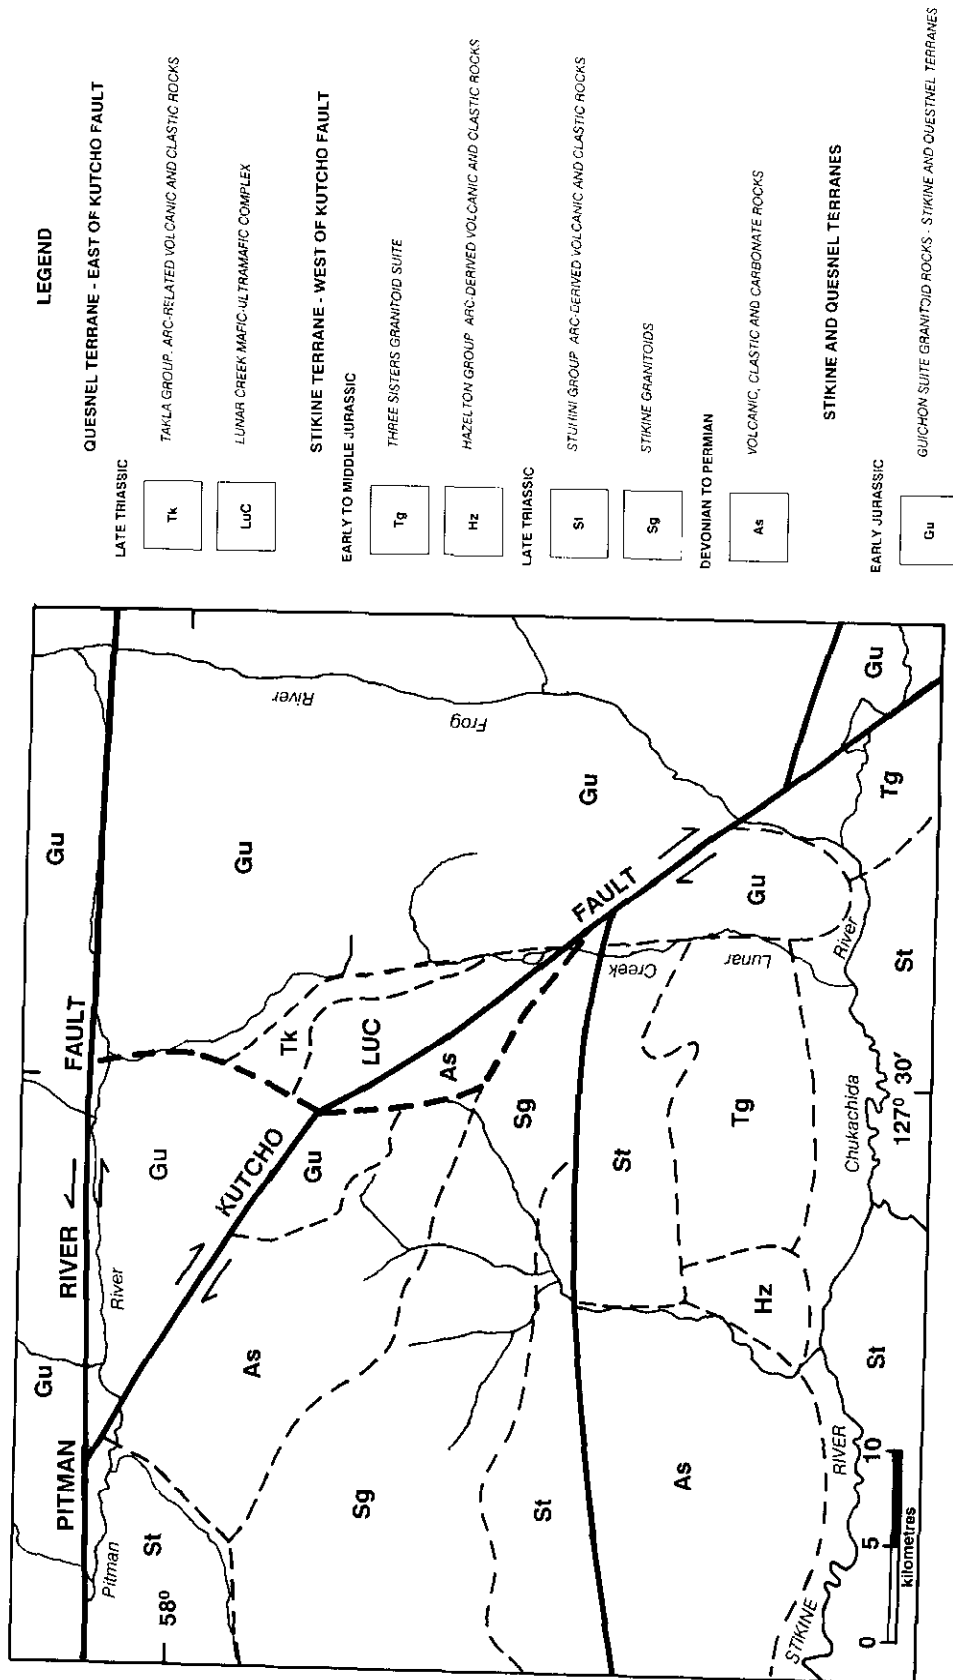 LEGEND
QUESNEL TERRANE - EAST OF KUTCHO FAULT
LATE TRIASSIC
Tk
TAKLA GROUP. ARC-RELATED VOLCANIC AND CLASTIC ROCKS
LuC
LUNAR CREEK MAFIC-ULTRAMAFIC COMPLEX
STIKINE TERRANE - WEST OF KUTCHO FAULT
EARLY TO MIDDLE JURASSIC
Tg
THREE SISTERS GRANITOID SUITE
Hz
HAZELTON GROUP ARC-DERIVED VOLCANIC AND CLASTIC ROCKS
LATE TRIASSIC
St
STUHINI GROUP ARC-DERIVED VOLCANIC AND CLASTIC ROCKS
Sg
STIKINE GRANITOIDS
DEVONIAN TO PERMIAN
As
VOLCANIC, CLASTIC AND CARBONATE ROCKS
STIKINE AND QUESNEL TERRANES
EARLY JURASSIC
Gu
GUICHON SUITE GRANITOID ROCKS - STIKINE AND QUESTNEL TERRANES
Gu
Gu
PITMAN RIVER FAULT
Pitman
River
St
58⁰
Gu
Gu
River
Frog
KUTCHO FAULT
Tk
LUC
Gu
As
As
Sg
Sg
Gu
St
St
Creek
Lunar
Gu
Gu
As
Hz
Tg
Tg
River
Chukachida
St
St
STIKINE
RIVER
127⁰ 30'
0 5 10
kilometres